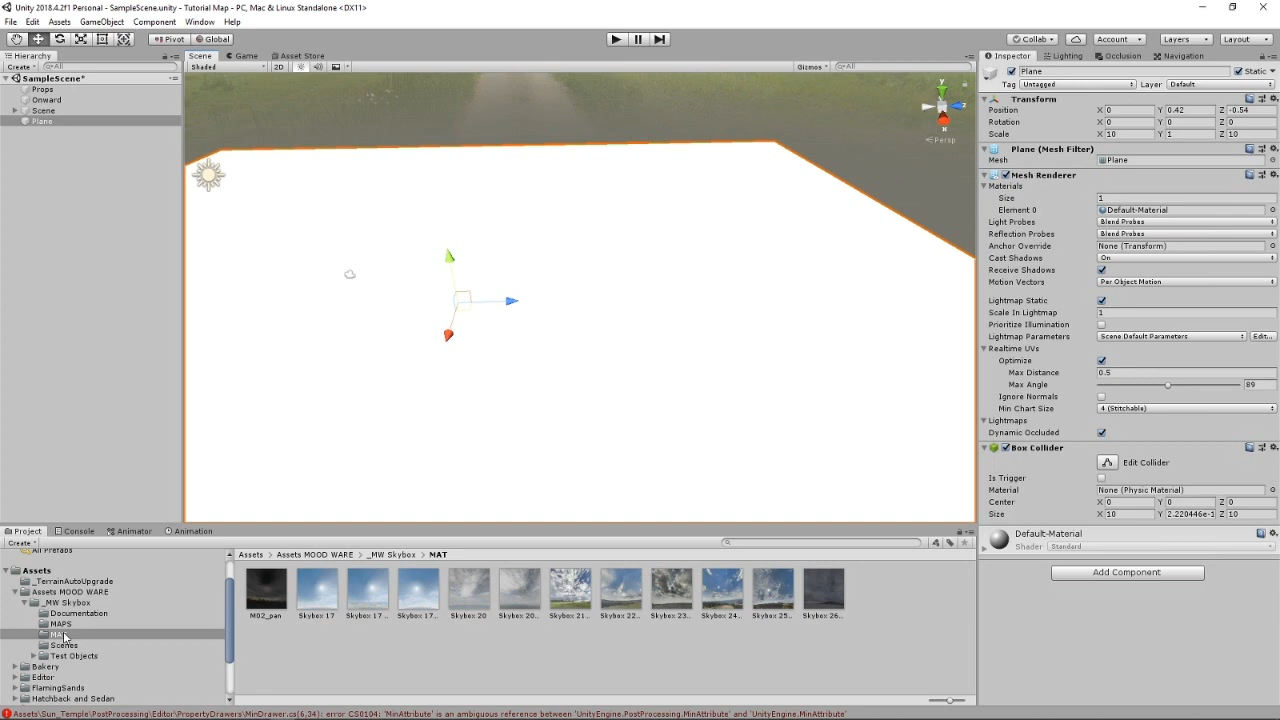 Unity 2018.4.2f1 Personal - SampleScene.unity - Tutorial Map - PC, Mac & Linux Standalone <DX11>
File Edit Assets GameObject Component Window Help
Pivot Global Collab Account Layers Layout
Hierarchy Scene Game Asset Store Inspector Lighting Occlusion Navigation
Create All Shaded 2D Gizmos All Plane Static
SampleScene* Tag Untagged Layer Default
Props Transform
Onward Position X 0 Y 0.42 Z -0.54
Scene Rotation X 0 Y 0 Z 0
Plane Scale X 10 Y 1 Z 10
y z x
Persp
Plane (Mesh Filter)
Mesh Plane
Mesh Renderer
Materials
Size 1
Element 0 Default-Material
Light Probes Blend Probes
Reflection Probes Blend Probes
Anchor Override None (Transform)
Cast Shadows On
Receive Shadows
Motion Vectors Per Object Motion
Lightmap Static
Scale In Lightmap 1
Prioritize Illumination
Lightmap Parameters Scene Default Parameters Edit...
Realtime UVs
Optimize
Max Distance 0.5
Max Angle 89
Ignore Normals
Min Chart Size 4 (Stitchable)
Lightmaps
Dynamic Occluded
Box Collider
Edit Collider
Is Trigger
Material None (Physic Material)
Center X 0 Y 0 Z 0
Size X 10 Y 2.220446e-1 Z 10
Default-Material
Shader Standard
Add Component
Project Console Animator Animation
Create
All Prefabs
Assets
_TerrainAutoUpgrade
Assets MOOD WARE
_MW Skybox
Documentation
MAPS
Scenes
Test Objects
Bakery
Editor
FlamingSands
Hatchback and Sedan
Assets Assets MOOD WARE _MW Skybox MAT
M02_pan Skybox 17 Skybox 17 .. Skybox 17.. Skybox 20 Skybox 20.. Skybox 21.. Skybox 22.. Skybox 23.. Skybox 24.. Skybox 25.. Skybox 26..
Assets\Sun_Temple\PostProcessing\Editor\PropertyDrawers\MinDrawer.cs(6,34): error CS0104: 'MinAttribute' is an ambiguous reference between 'UnityEngine.PostProcessing.MinAttribute' and 'UnityEngine.MinAttribute'